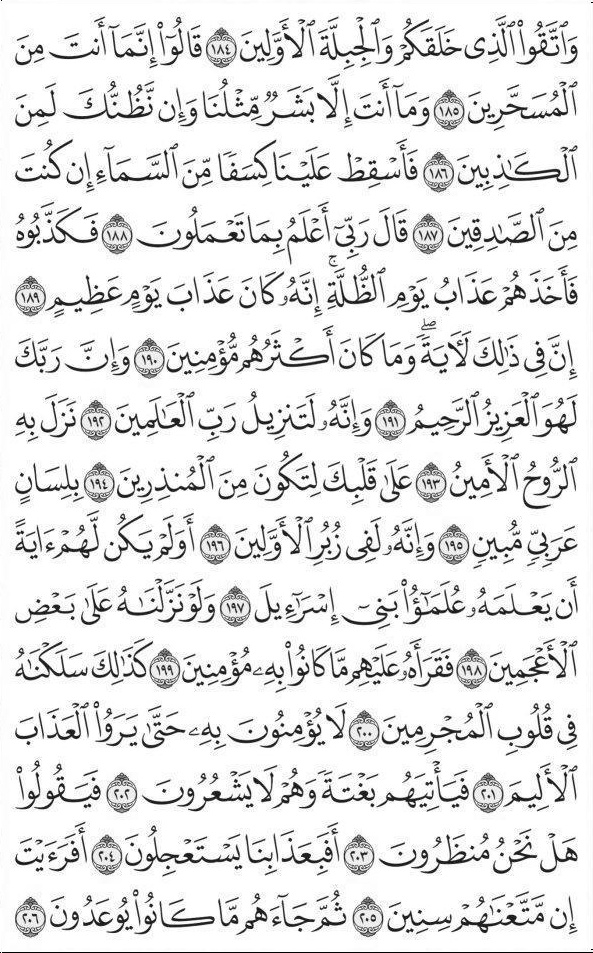 وَٱتَّقُوا۟ ٱلَّذِى خَلَقَكُمْ وَٱلْجِبِلَّةَ ٱلْأَوَّلِينَ ١٨٤ قَالُوٓا۟ إِنَّمَآ أَنتَ مِنَ
ٱلْمُسَحَّرِينَ ١٨٥ وَمَآ أَنتَ إِلَّا بَشَرٌ مِّثْلُنَا وَإِن نَّظُنُّكَ لَمِنَ
ٱلْكَٰذِبِينَ ١٨٦ فَأَسْقِطْ عَلَيْنَا كِسَفًا مِّنَ ٱلسَّمَآءِ إِن كُنتَ
مِنَ ٱلصَّٰدِقِينَ ١٨٧ قَالَ رَبِّىٓ أَعْلَمُ بِمَا تَعْمَلُونَ ١٨٨ فَكَذَّبُوهُ
فَأَخَذَهُمْ عَذَابُ يَوْمِ ٱلظُّلَّةِ ۚ إِنَّهُۥ كَانَ عَذَابَ يَوْمٍ عَظِيمٍ ١٨٩
إِنَّ فِى ذَٰلِكَ لَءَايَةً ۖ وَمَا كَانَ أَكْثَرُهُم مُّؤْمِنِينَ ١٩٠ وَإِنَّ رَبَّكَ
لَهُوَ ٱلْعَزِيزُ ٱلرَّحِيمُ ١٩١ وَإِنَّهُۥ لَتَنزِيلُ رَبِّ ٱلْعَٰلَمِينَ ١٩٢ نَزَلَ بِهِ
ٱلرُّوحُ ٱلْأَمِينُ ١٩٣ عَلَىٰ قَلْبِكَ لِتَكُونَ مِنَ ٱلْمُنذِرِينَ ١٩٤ بِلِسَانٍ
عَرَبِىٍّ مُّبِينٍ ١٩٥ وَإِنَّهُۥ لَفِى زُبُرِ ٱلْأَوَّلِينَ ١٩٦ أَوَلَمْ يَكُن لَّهُمْ ءَايَةً
أَن يَعْلَمَهُۥ عُلَمَٰٓؤُا۟ بَنِىٓ إِسْرَٰٓءِيلَ ١٩٧ وَلَوْ نَزَّلْنَٰهُ عَلَىٰ بَعْضِ
ٱلْأَعْجَمِينَ ١٩٨ فَقَرَأَهُۥ عَلَيْهِم مَّا كَانُوا۟ بِهِۦ مُؤْمِنِينَ ١٩٩ كَذَٰلِكَ سَلَكْنَٰهُ
فِى قُلُوبِ ٱلْمُجْرِمِينَ ٢٠٠ لَا يُؤْمِنُونَ بِهِۦ حَتَّىٰ يَرَوُا۟ ٱلْعَذَابَ
ٱلْأَلِيمَ ٢٠١ فَيَأْتِيَهُم بَغْتَةً وَهُمْ لَا يَشْعُرُونَ ٢٠٢ فَيَقُولُوا۟
هَلْ نَحْنُ مُنظَرُونَ ٢٠٣ أَفَبِعَذَابِنَا يَسْتَعْجِلُونَ ٢٠٤ أَفَرَءَيْتَ
إِن مَّتَّعْنَٰهُمْ سِنِينَ ٢٠٥ ثُمَّ جَآءَهُم مَّا كَانُوا۟ يُوعَدُونَ ٢٠٦